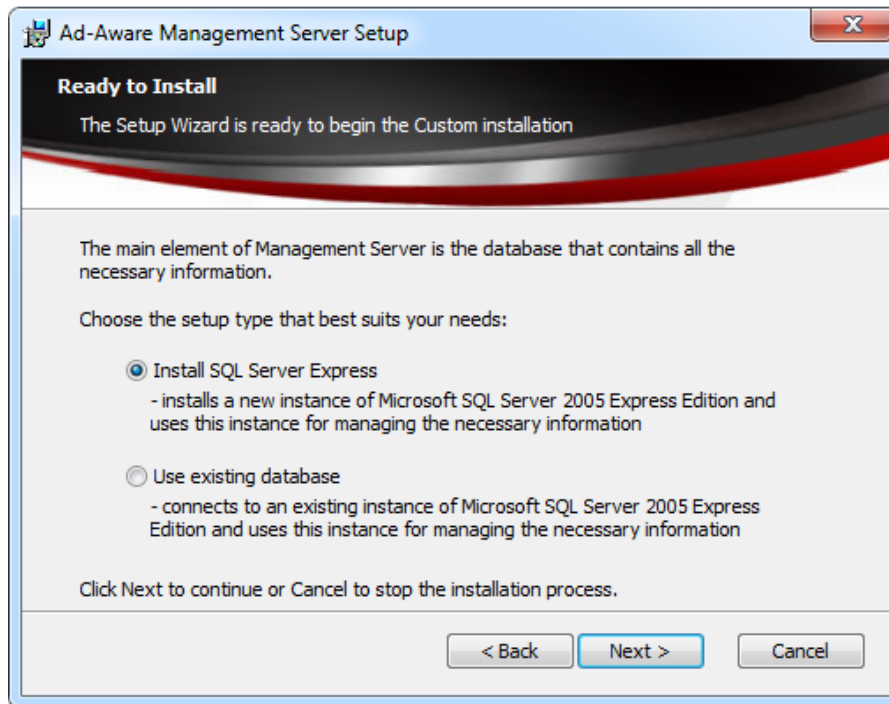 Ad-Aware Management Server Setup
Ready to Install
The Setup Wizard is ready to begin the Custom installation
The main element of Management Server is the database that contains all the
necessary information.
Choose the setup type that best suits your needs:
Install SQL Server Express
- installs a new instance of Microsoft SQL Server 2005 Express Edition and
uses this instance for managing the necessary information
Use existing database
- connects to an existing instance of Microsoft SQL Server 2005 Express
Edition and uses this instance for managing the necessary information
Click Next to continue or Cancel to stop the installation process.
< Back Next > Cancel